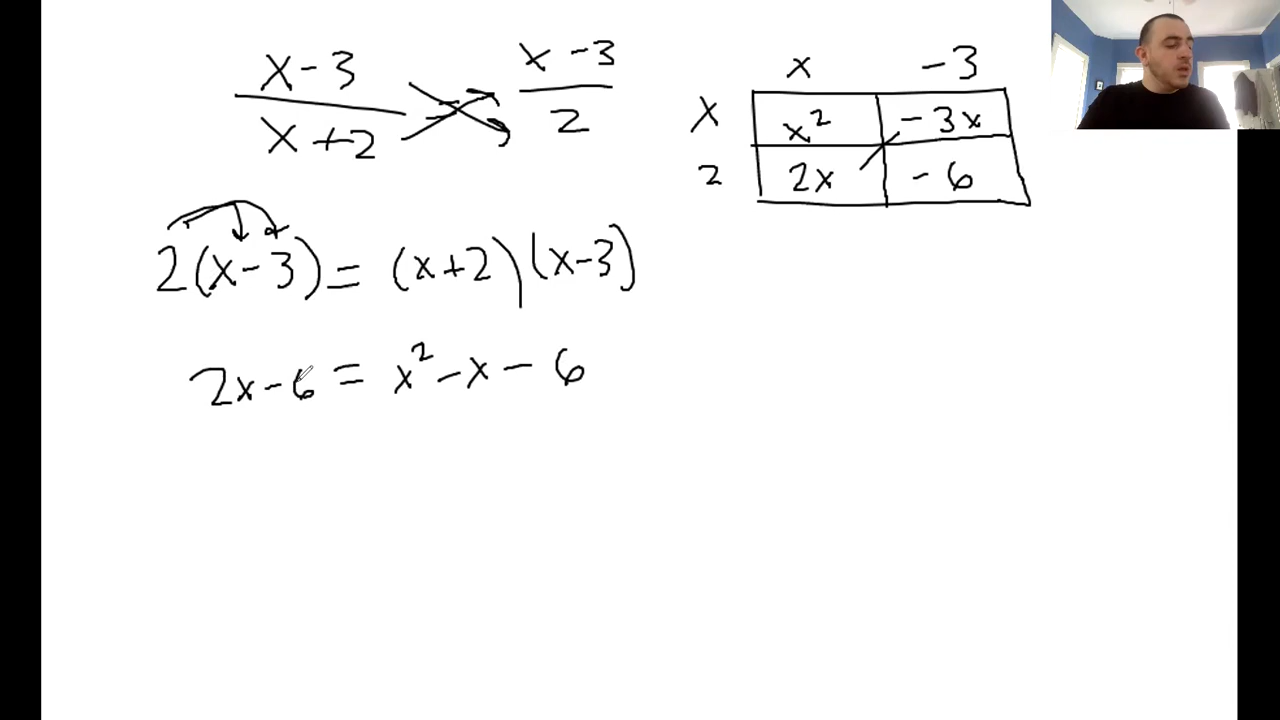 x-3 x-3
x+2 2
x -3
x x² -3x
2 2x -6
2(x-3) = (x+2)(x-3)
2x-6 = x²-x-6